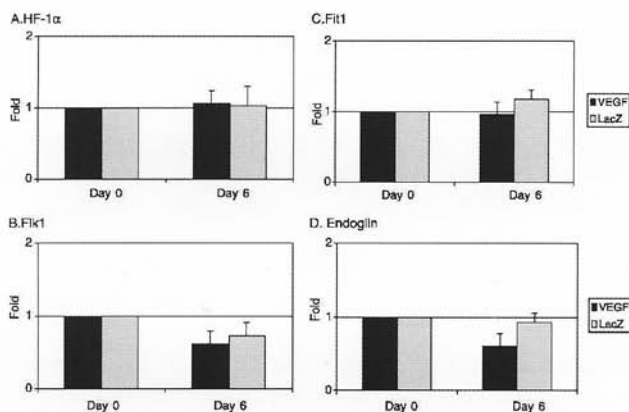 A.HF-1α
2
1
0
Fold
Day 0
Day 6
C.Fit1
2
1
0
Fold
Day 0
Day 6
VEGF
LacZ
B.Flk1
2
1
0
Fold
Day 0
Day 6
D. Endoglin
2
1
0
Fold
Day 0
Day 6
VEGF
LacZ